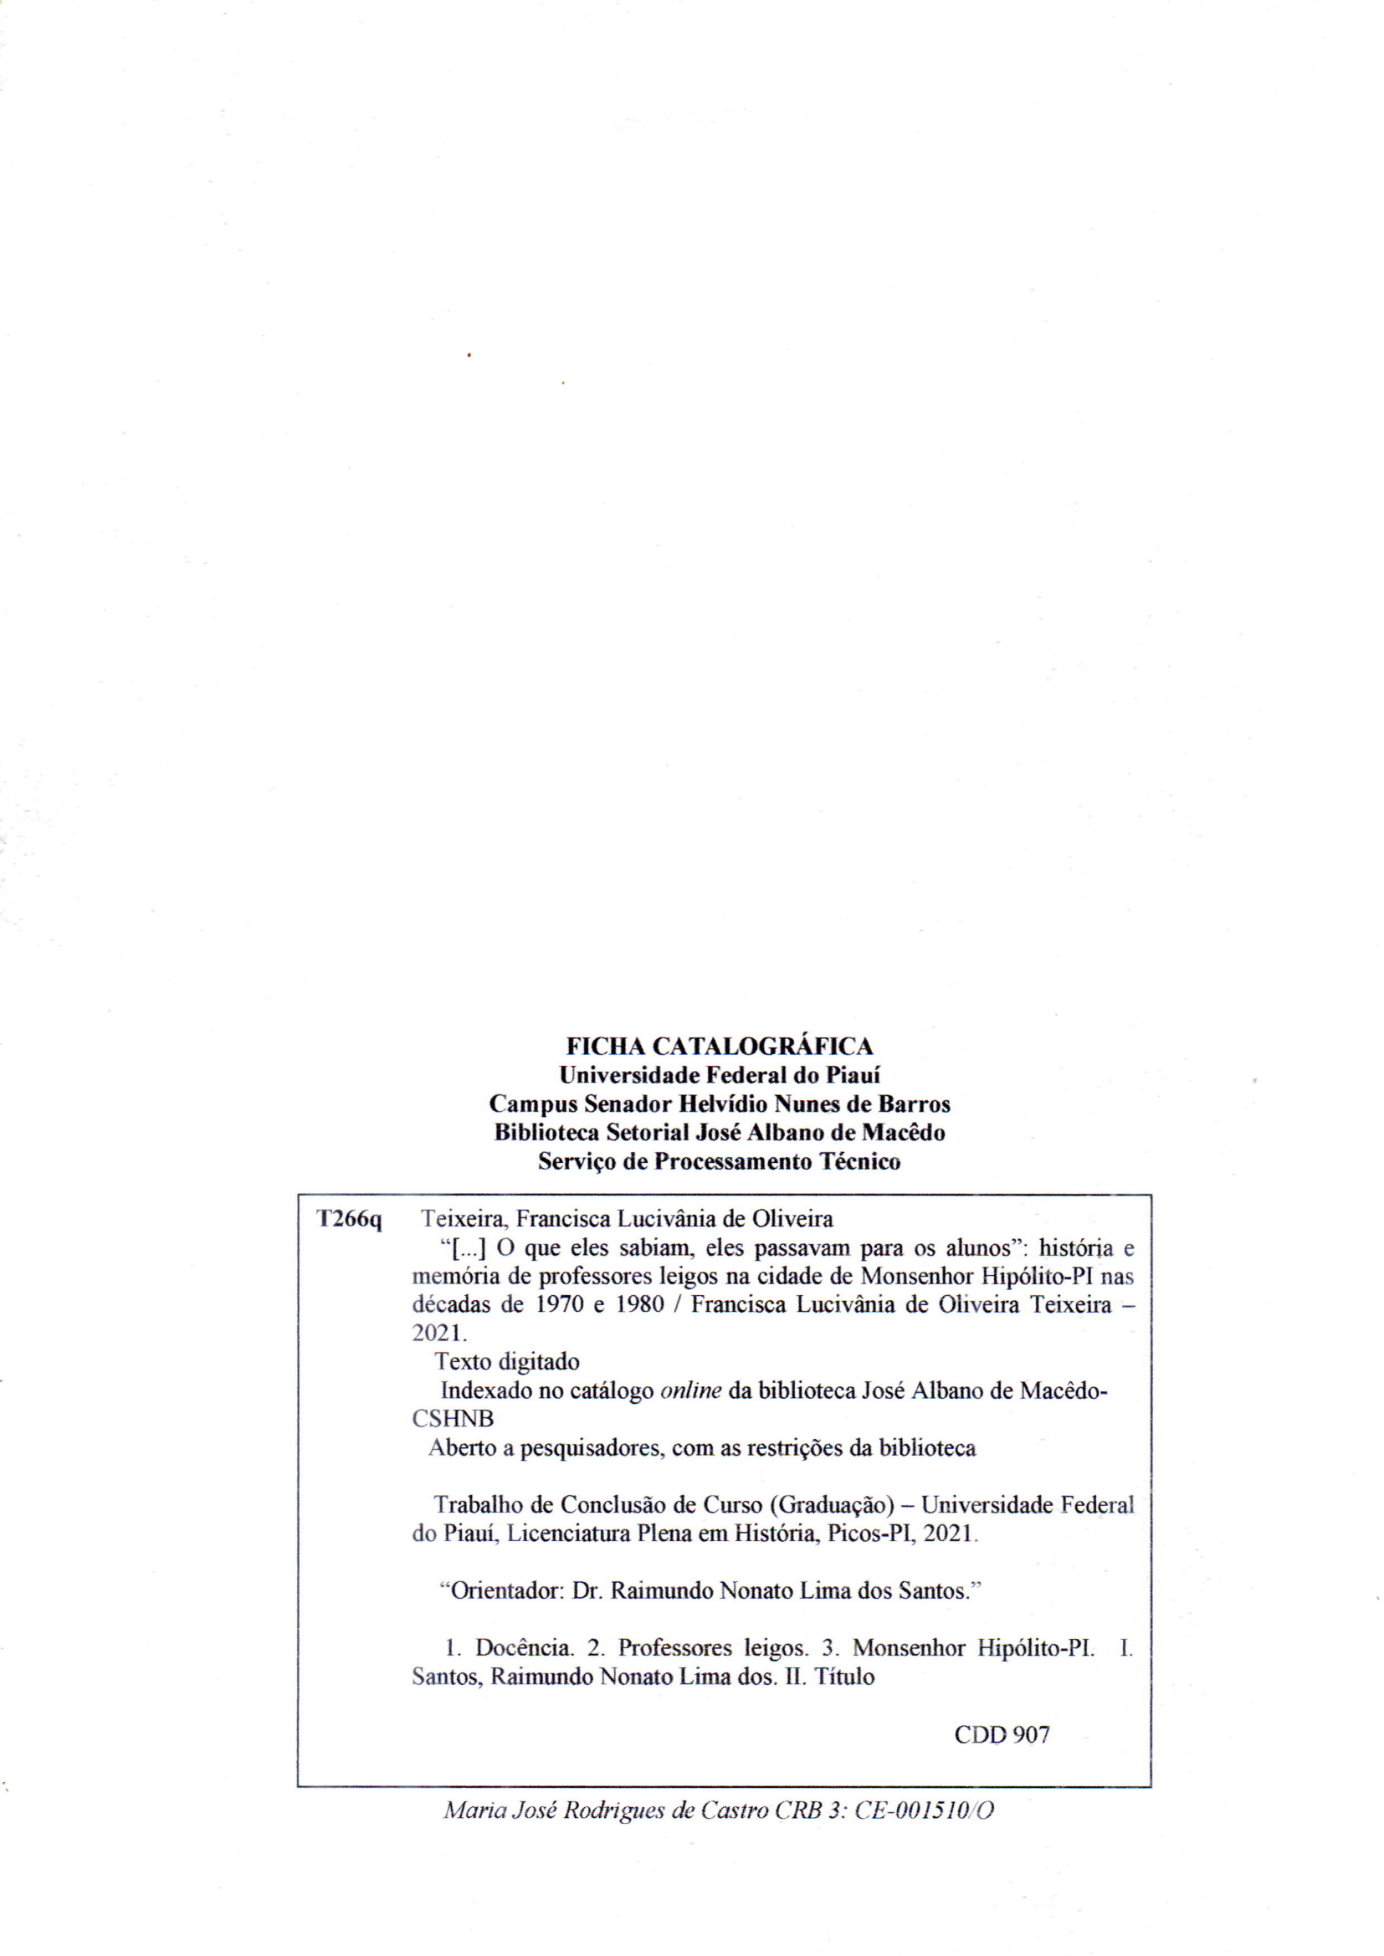 FICHA CATALOGRÁFICA
Universidade Federal do Piauí
Campus Senador Helvídio Nunes de Barros
Biblioteca Setorial José Albano de Macêdo
Serviço de Processamento Técnico
T266q Teixeira, Francisca Lucivânia de Oliveira
“[...] O que eles sabiam, eles passavam para os alunos”: história e
memória de professores leigos na cidade de Monsenhor Hipólito-PI nas
décadas de 1970 e 1980 / Francisca Lucivânia de Oliveira Teixeira –
2021.
Texto digitado
Indexado no catálogo online da biblioteca José Albano de Macêdo-
CSHNB
Aberto a pesquisadores, com as restrições da biblioteca
Trabalho de Conclusão de Curso (Graduação) – Universidade Federal
do Piauí, Licenciatura Plena em História, Picos-PI, 2021.
“Orientador: Dr. Raimundo Nonato Lima dos Santos.”
1. Docência. 2. Professores leigos. 3. Monsenhor Hipólito-PI. I.
Santos, Raimundo Nonato Lima dos. II. Título
CDD 907
Maria José Rodrigues de Castro CRB 3: CE-001510/O